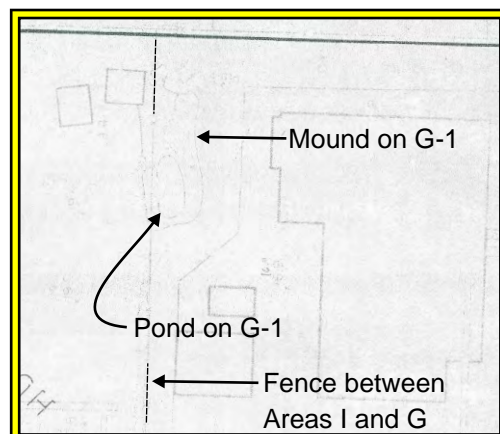 Mound on G-1
Pond on G-1
Fence between
Areas I and G